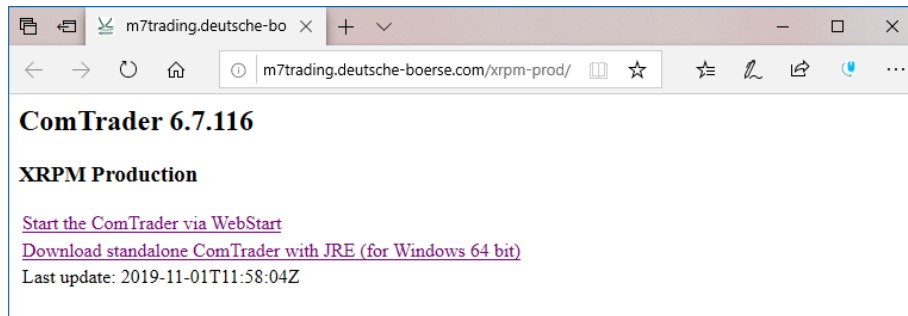 m7trading.deutsche-bo
m7trading.deutsche-boerse.com/xrpm-prod/
ComTrader 6.7.116
XRPM Production
Start the ComTrader via WebStart
Download standalone ComTrader with JRE (for Windows 64 bit)
Last update: 2019-11-01T11:58:04Z